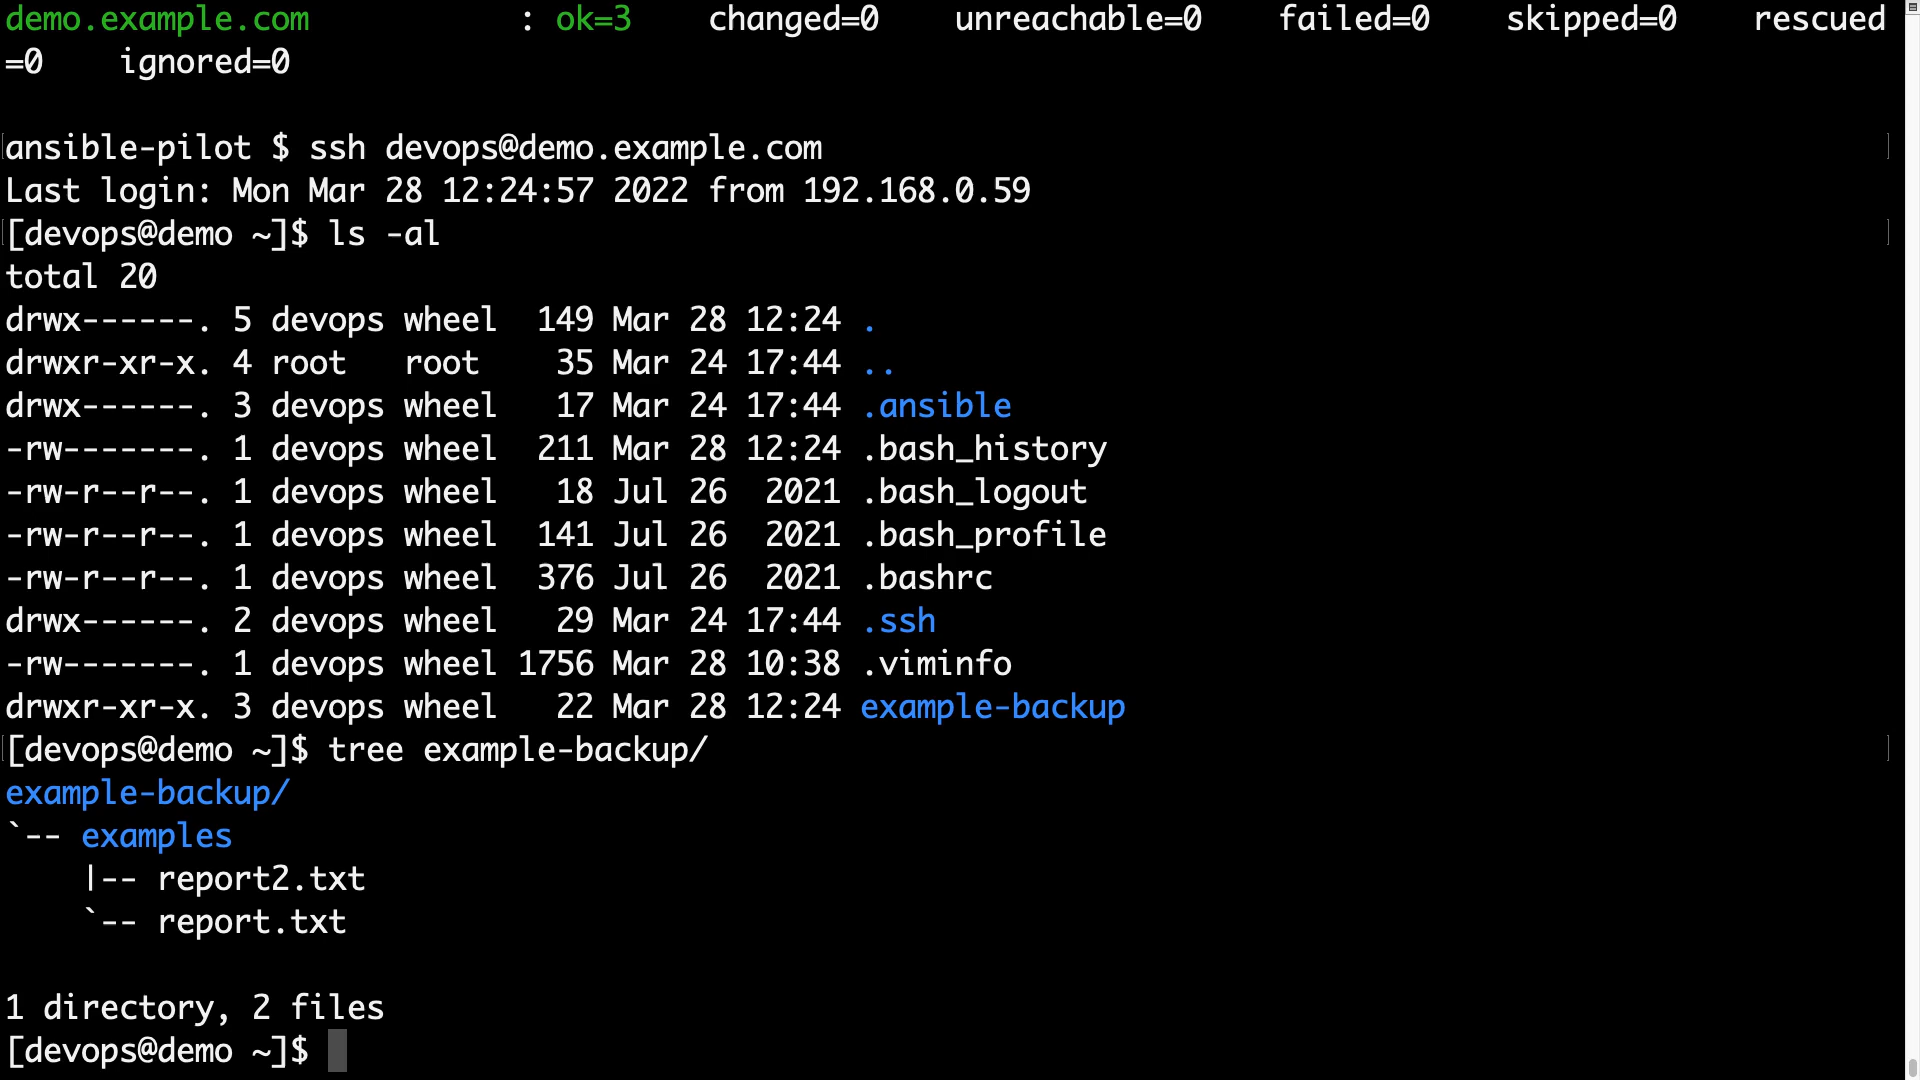 demo.example.com           : ok=3    changed=0    unreachable=0    failed=0    skipped=0    rescued
=0    ignored=0
ansible-pilot $ ssh devops@demo.example.com
Last login: Mon Mar 28 12:24:57 2022 from 192.168.0.59
[devops@demo ~]$ ls -al
total 20
drwx------. 5 devops wheel  149 Mar 28 12:24 .
drwxr-xr-x. 4 root   root    35 Mar 24 17:44 ..
drwx------. 3 devops wheel   17 Mar 24 17:44 .ansible
-rw-------. 1 devops wheel  211 Mar 28 12:24 .bash_history
-rw-r--r--. 1 devops wheel   18 Jul 26  2021 .bash_logout
-rw-r--r--. 1 devops wheel  141 Jul 26  2021 .bash_profile
-rw-r--r--. 1 devops wheel  376 Jul 26  2021 .bashrc
drwx------. 2 devops wheel   29 Mar 24 17:44 .ssh
-rw-------. 1 devops wheel 1756 Mar 28 10:38 .viminfo
drwxr-xr-x. 3 devops wheel   22 Mar 28 12:24 example-backup
[devops@demo ~]$ tree example-backup/
example-backup/
`-- examples
    |-- report2.txt
    `-- report.txt
1 directory, 2 files
[devops@demo ~]$